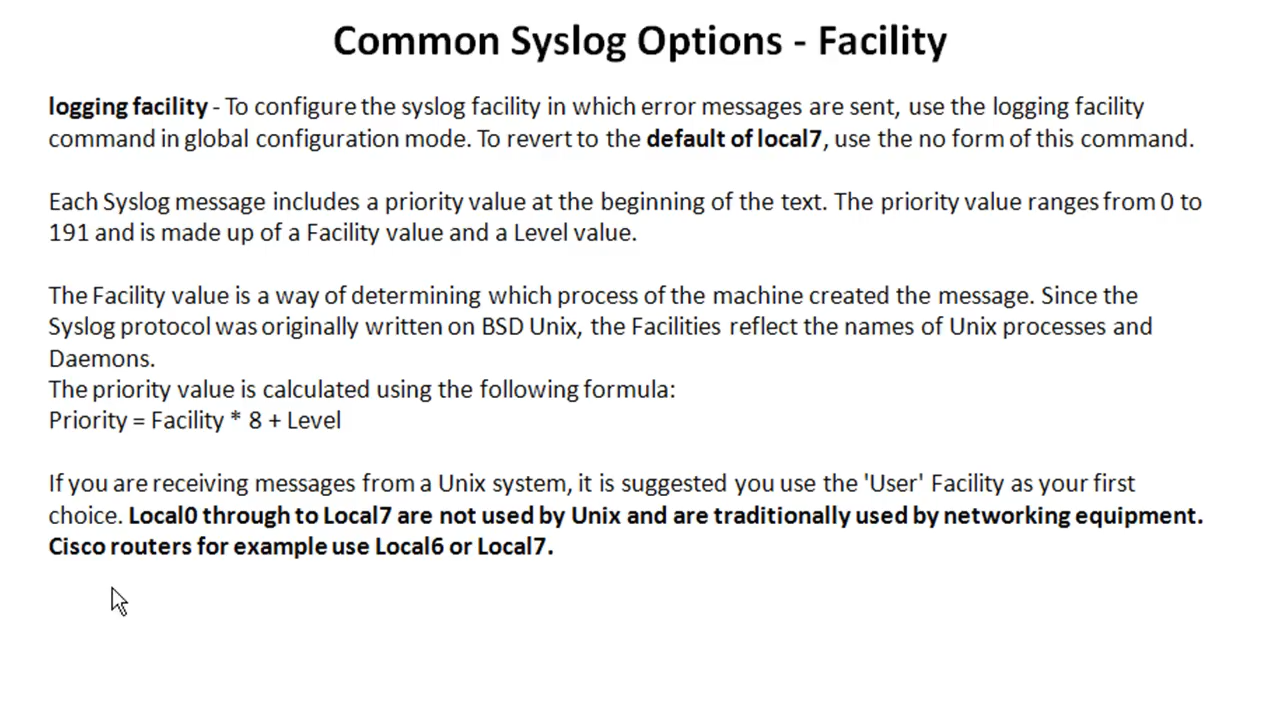 Common Syslog Options - Facility
logging facility - To configure the syslog facility in which error messages are sent, use the logging facility
command in global configuration mode. To revert to the default of local7, use the no form of this command.
Each Syslog message includes a priority value at the beginning of the text. The priority value ranges from 0 to
191 and is made up of a Facility value and a Level value.
The Facility value is a way of determining which process of the machine created the message. Since the
Syslog protocol was originally written on BSD Unix, the Facilities reflect the names of Unix processes and
Daemons.
The priority value is calculated using the following formula:
Priority = Facility * 8 + Level
If you are receiving messages from a Unix system, it is suggested you use the 'User' Facility as your first
choice. Local0 through to Local7 are not used by Unix and are traditionally used by networking equipment.
Cisco routers for example use Local6 or Local7.